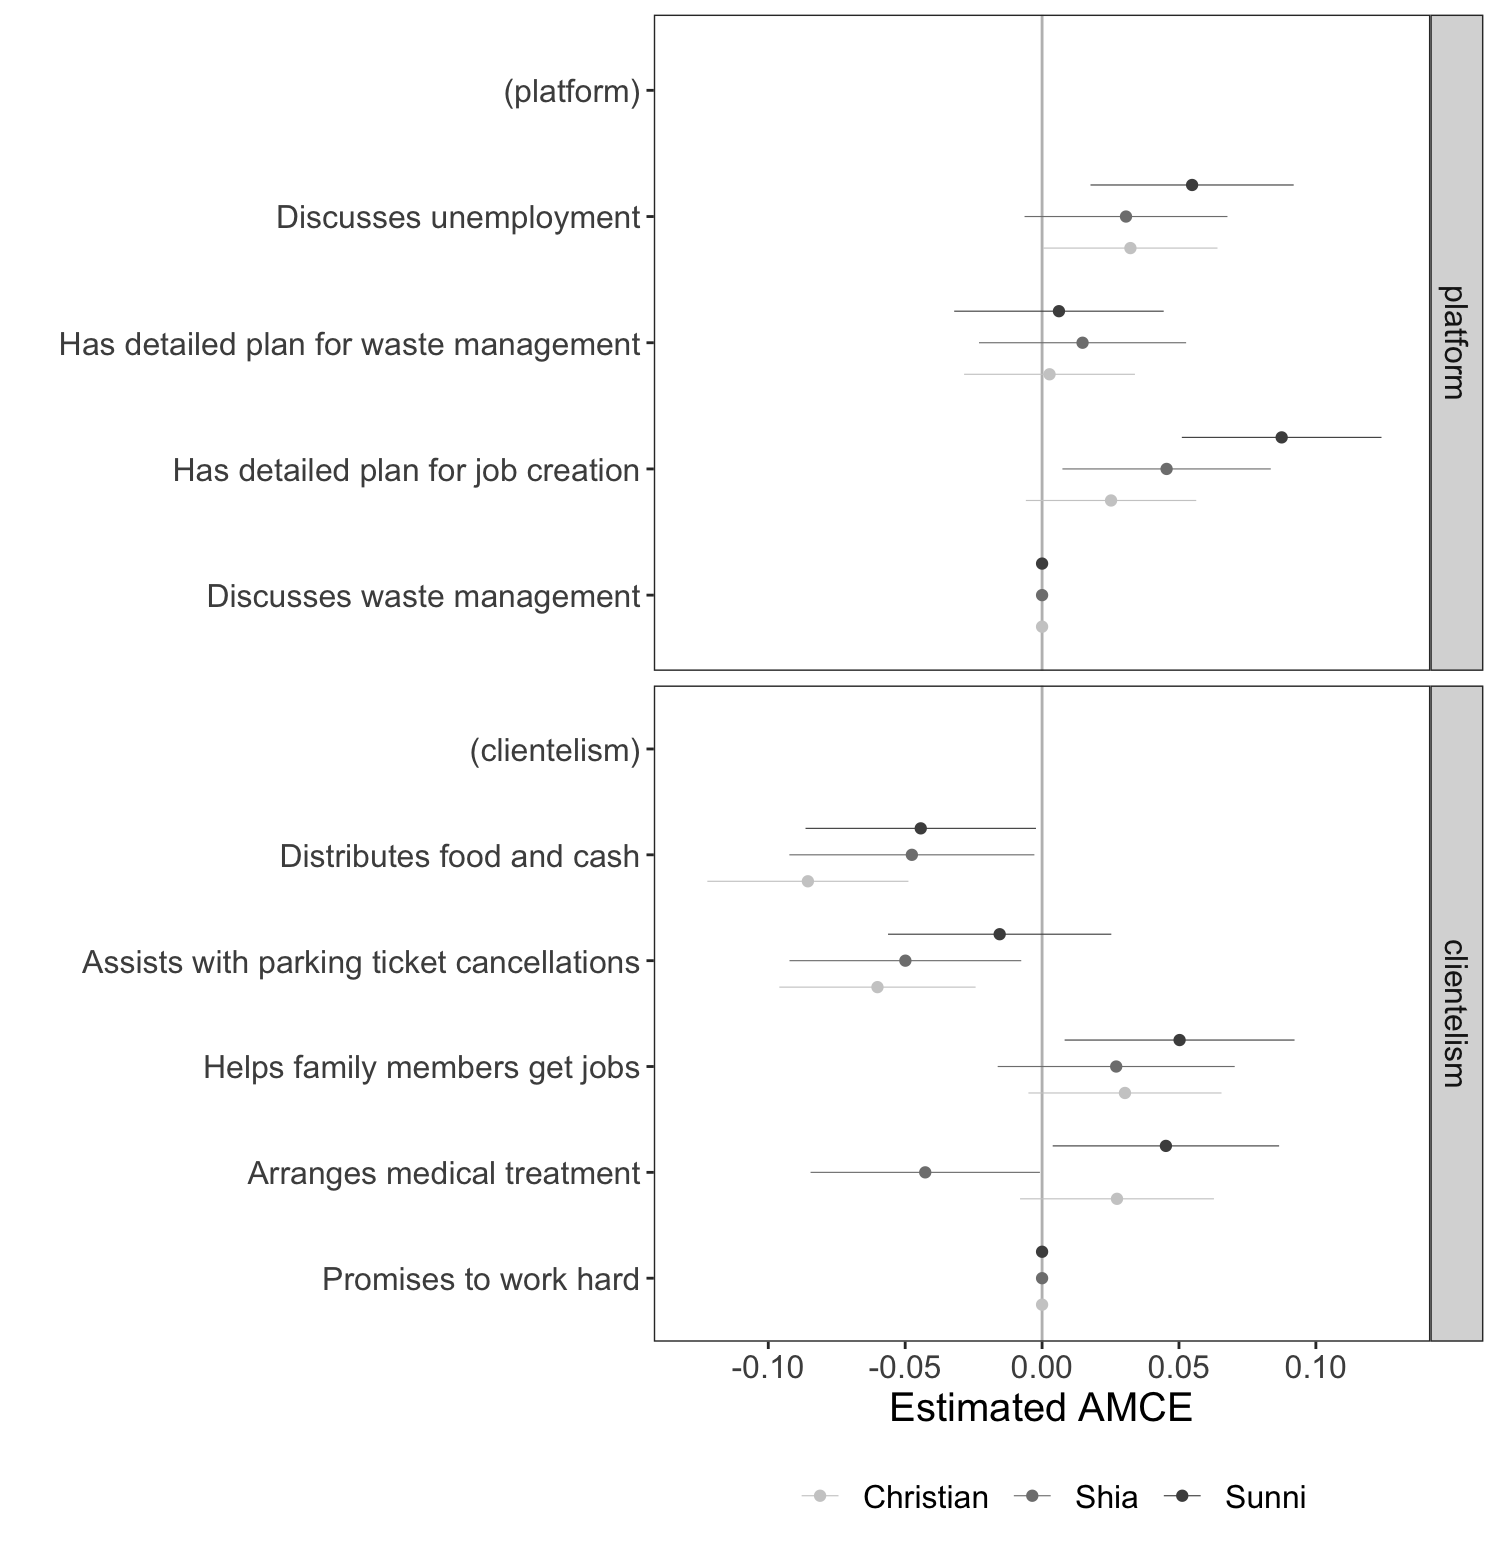 (platform)
Discusses unemployment
Has detailed plan for waste management
Has detailed plan for job creation
Discusses waste management
platform
(clientelism)
Distributes food and cash
Assists with parking ticket cancellations
Helps family members get jobs
Arranges medical treatment
Promises to work hard
clientelism
-0.10 -0.05 0.00 0.05 0.10
Estimated AMCE
Christian Shia Sunni